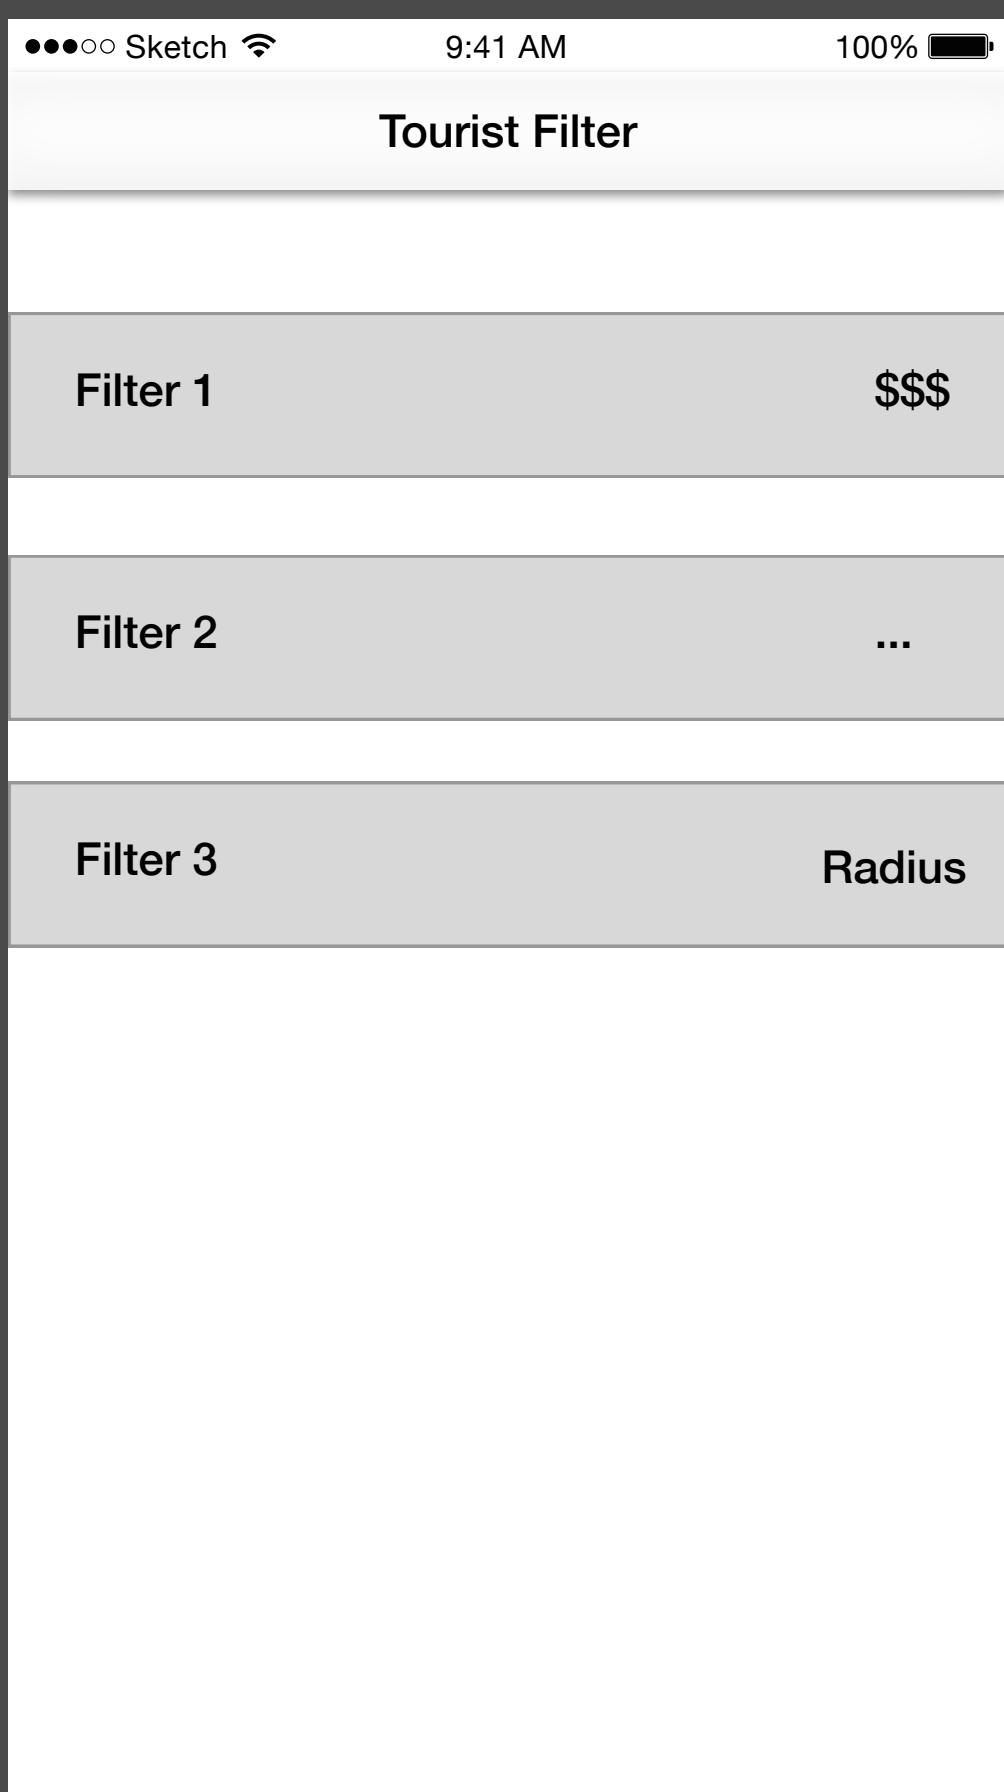 Sketch 9:41 AM 100%
Tourist Filter
Filter 1 $$$
Filter 2 ...
Filter 3 Radius